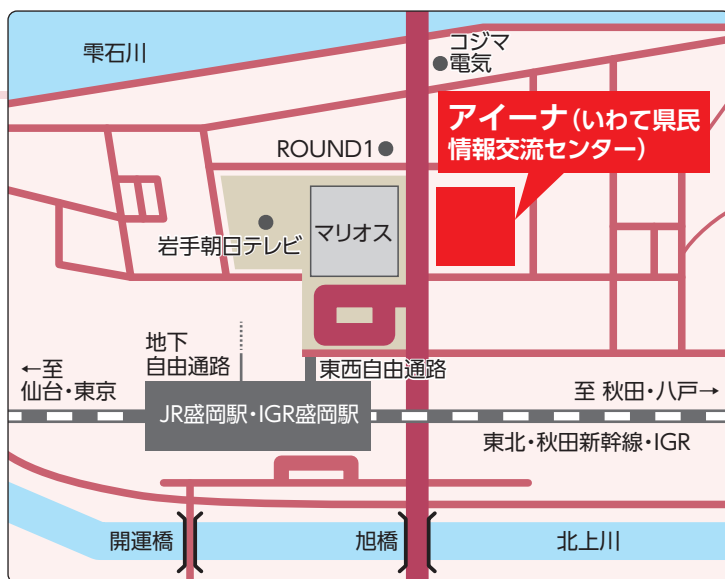 雫石川
コジマ
電気
アイーナ(いわて県民
情報交流センター)
ROUND1
マリオス
岩手朝日テレビ
地下
自由通路
東西自由通路
←至
仙台・東京
至 秋田・八戸→
JR盛岡駅・IGR盛岡駅
東北・秋田新幹線・IGR
開運橋
旭橋
北上川